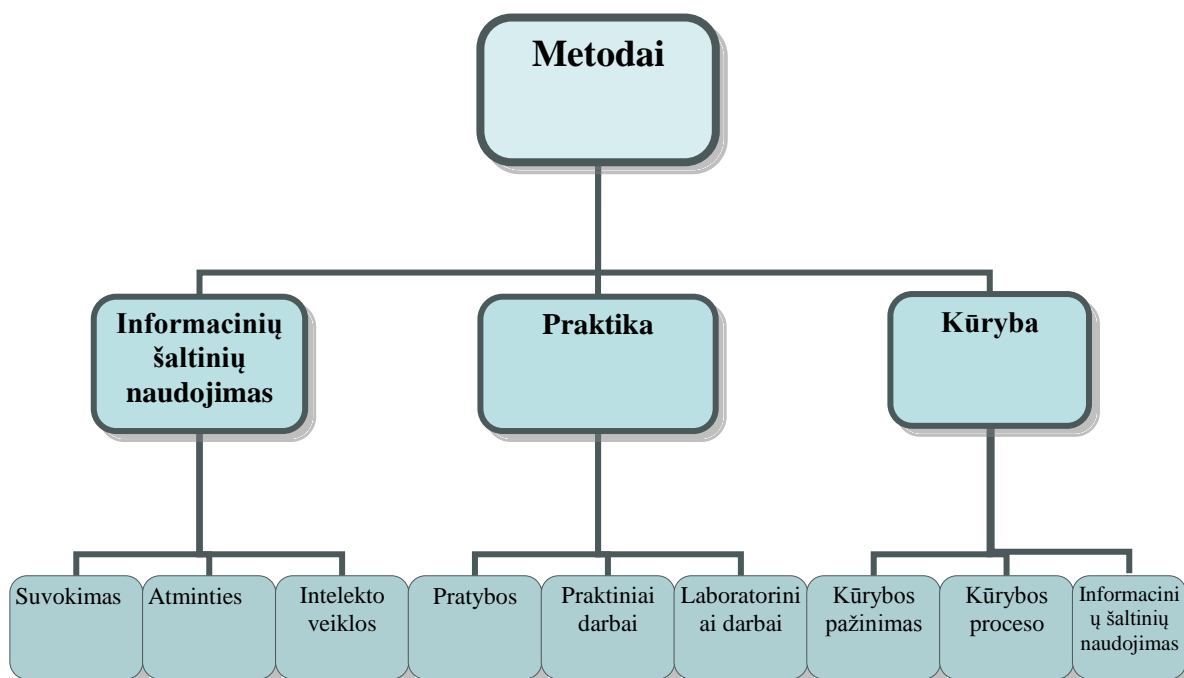 Metodai
Informacinių
šaltinių
naudojimas
Praktika
Kūryba
Suvokimas
Atminties
Intelekto
veiklos
Pratybos
Praktiniai
darbai
Laboratorini
ai darbai
Kūrybos
pažinimas
Kūrybos
proceso
Informacini
ų šaltinių
naudojimas